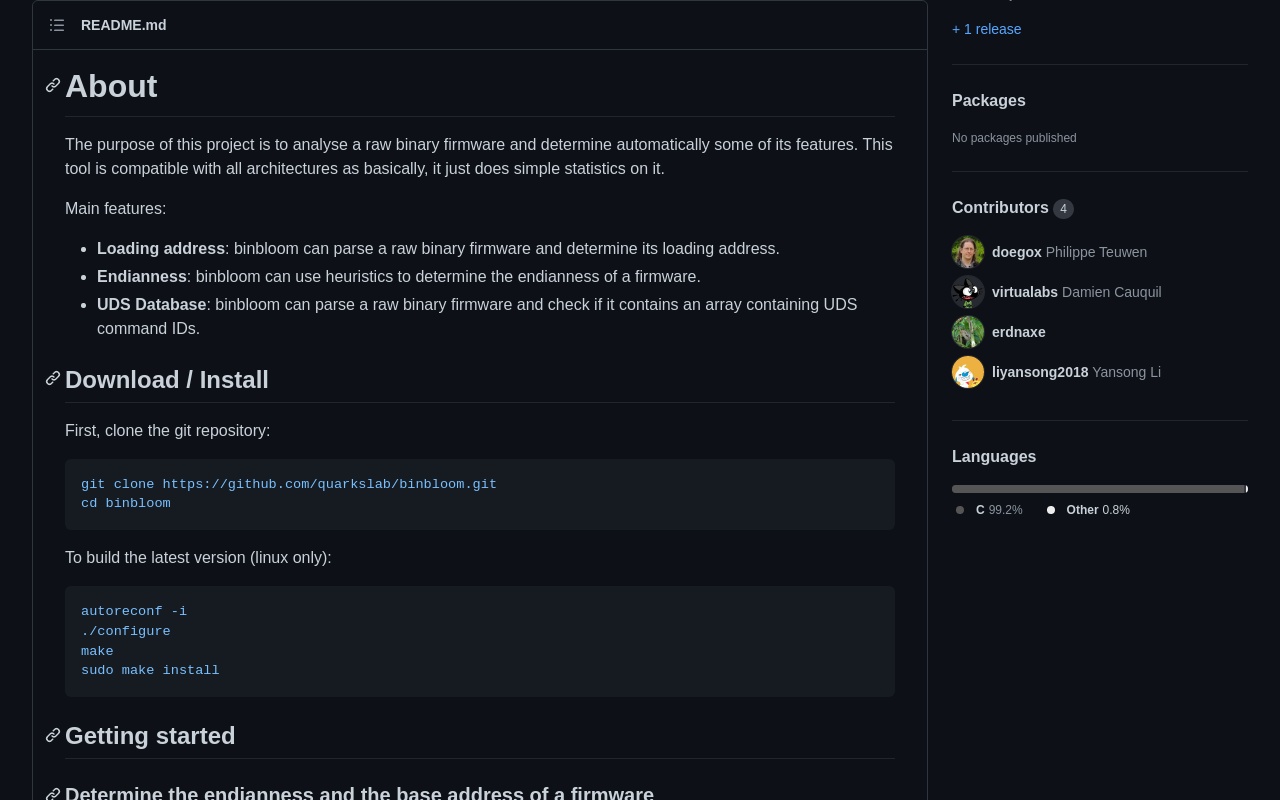 README.md
About
The purpose of this project is to analyse a raw binary firmware and determine automatically some of its features. This
tool is compatible with all architectures as basically, it just does simple statistics on it.
Main features:
Loading address: binbloom can parse a raw binary firmware and determine its loading address.
Endianness: binbloom can use heuristics to determine the endianness of a firmware.
UDS Database: binbloom can parse a raw binary firmware and check if it contains an array containing UDS
command IDs.
Download / Install
First, clone the git repository:
git clone https://github.com/quarkslab/binbloom.git
cd binbloom
To build the latest version (linux only):
autoreconf -i
./configure
make
sudo make install
Getting started
Determine the endianness and the base address of a firmware
+ 1 release
Packages
No packages published
Contributors 4
doegox Philippe Teuwen
virtualabs Damien Cauquil
erdnaxe
liyansong2018 Yansong Li
Languages
C 99.2% Other 0.8%